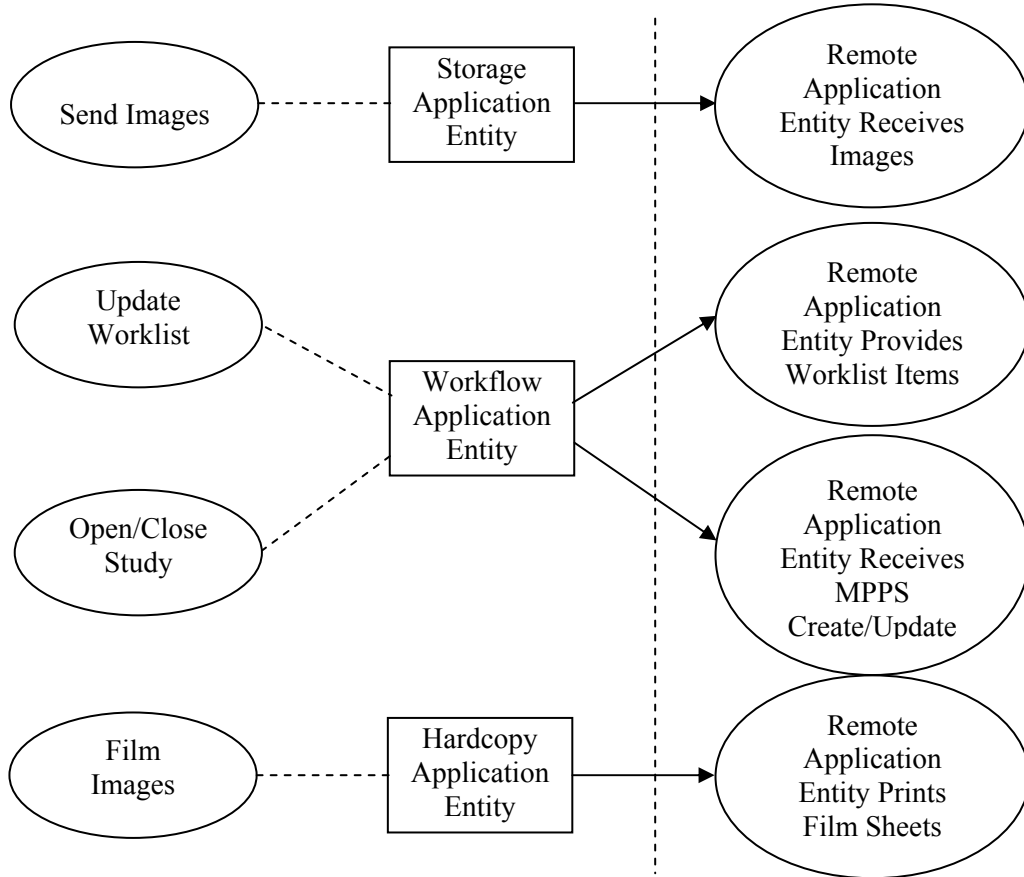 Send Images
Storage
Application
Entity
Remote
Application
Entity Receives
Images
Update
Worklist
Open/Close
Study
Workflow
Application
Entity
Remote
Application
Entity Provides
Worklist Items
Remote
Application
Entity Receives
MPPS
Create/Update
Film
Images
Hardcopy
Application
Entity
Remote
Application
Entity Prints
Film Sheets